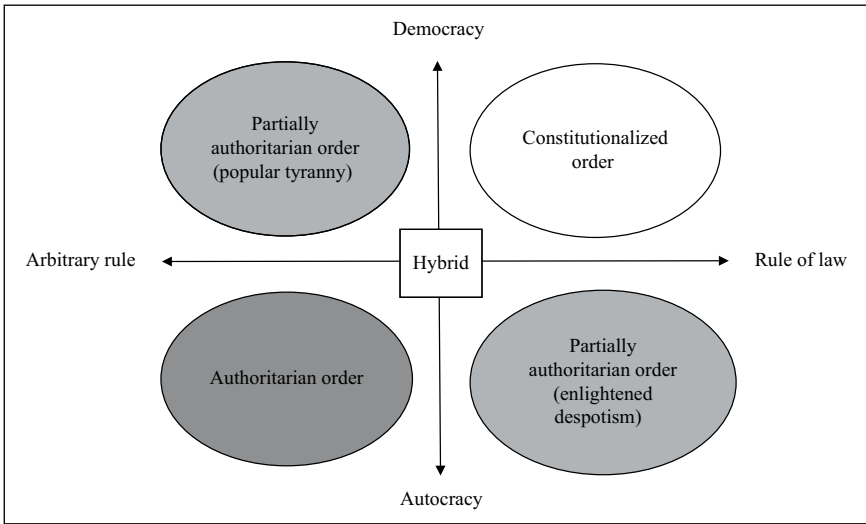 Democracy
Partially
authoritarian order
(popular tyranny)
Constitutionalized
order
Arbitrary rule
Hybrid
Rule of law
Authoritarian order
Partially
authoritarian order
(enlightened
despotism)
Autocracy